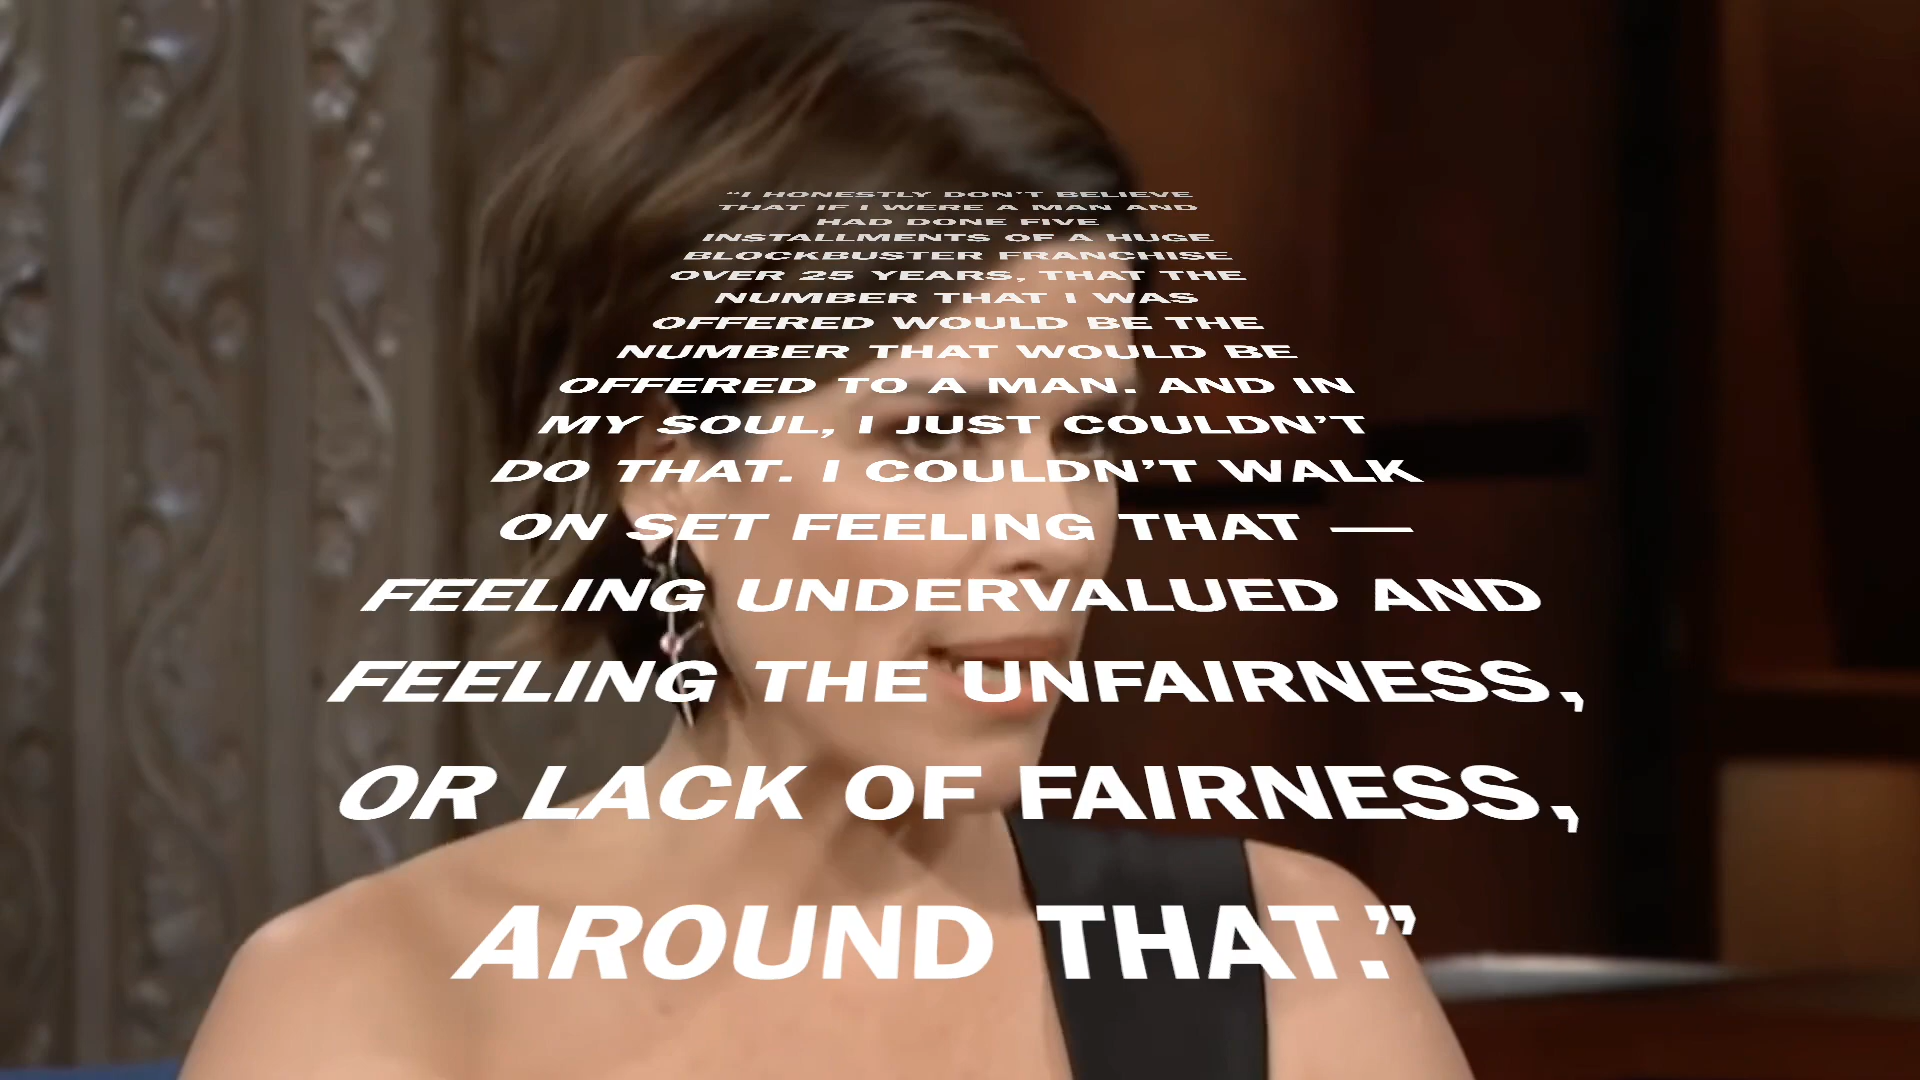 “I HONESTLY DON’T BELIEVE
THAT IF I WERE A MAN AND
HAD DONE FIVE
INSTALLMENTS OF A HUGE
BLOCKBUSTER FRANCHISE
OVER 25 YEARS, THAT THE
NUMBER THAT I WAS
OFFERED WOULD BE THE
NUMBER THAT WOULD BE
OFFERED TO A MAN. AND IN
MY SOUL, I JUST COULDN’T
DO THAT. I COULDN’T WALK
ON SET FEELING THAT —
FEELING UNDERVALUED AND
FEELING THE UNFAIRNESS,
OR LACK OF FAIRNESS,
AROUND THAT.”